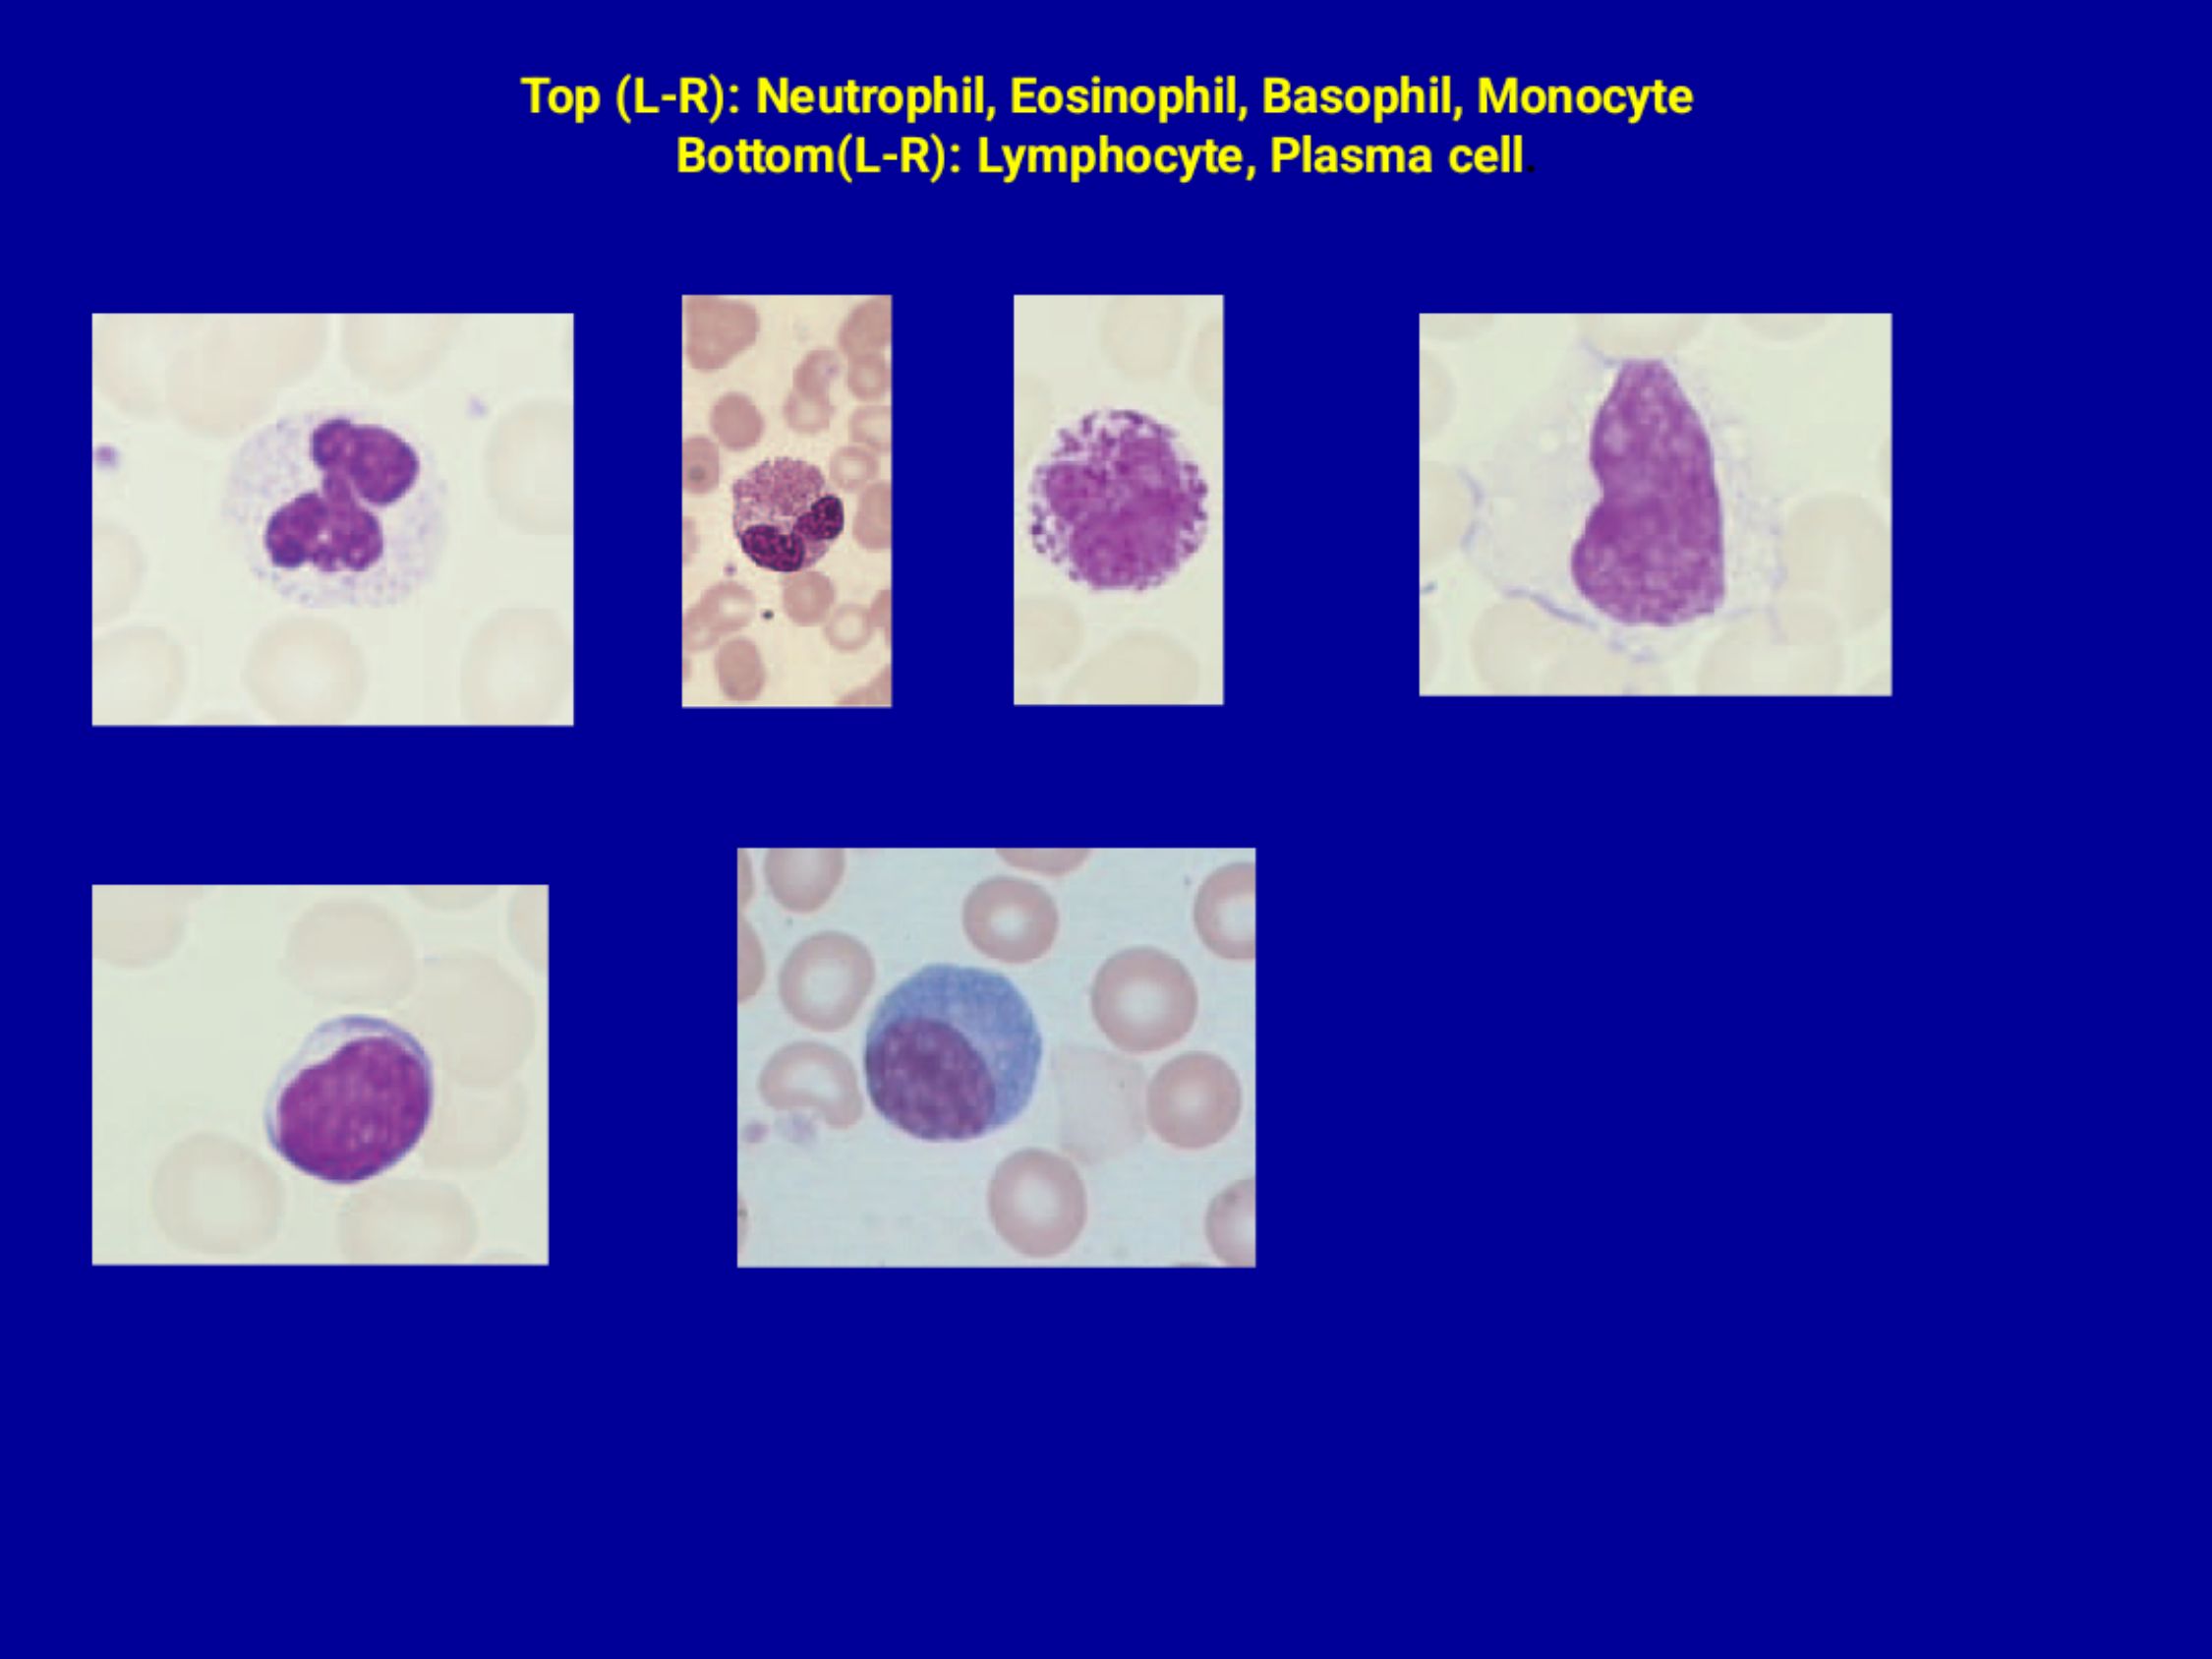 Top (L-R): Neutrophil, Eosinophil, Basophil, Monocyte
Bottom(L-R): Lymphocyte, Plasma cell.